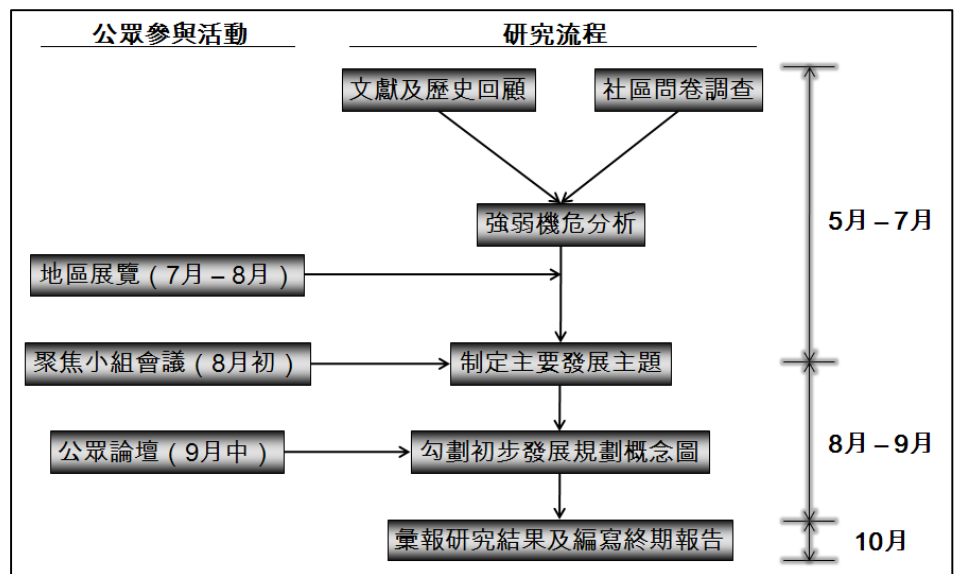 公眾參與活動
研究流程
文獻及歷史回顧
社區問卷調查
強弱機危分析
5月 – 7月
地區展覽 ( 7月 – 8月 )
聚焦小組會議 ( 8月初 )
制定主要發展主題
公眾論壇 ( 9月中 )
勾劃初步發展規劃概念圖
8月 – 9月
彙報研究結果及編寫終期報告
10月